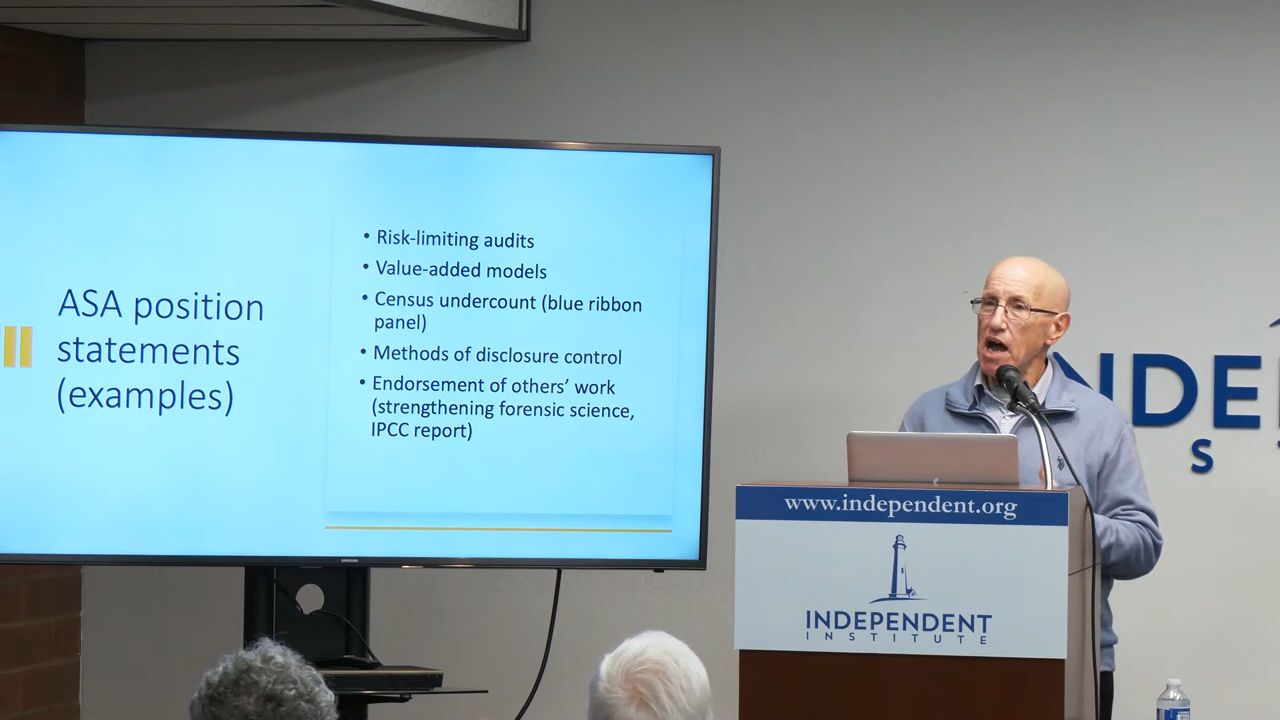 ASA position
statements
(examples)
• Risk-limiting audits
• Value-added models
• Census undercount (blue ribbon
panel)
• Methods of disclosure control
• Endorsement of others' work
(strengthening forensic science,
IPCC report)
SAMSUNG
www.independent.org
INDEPENDENT
INSTITUTE